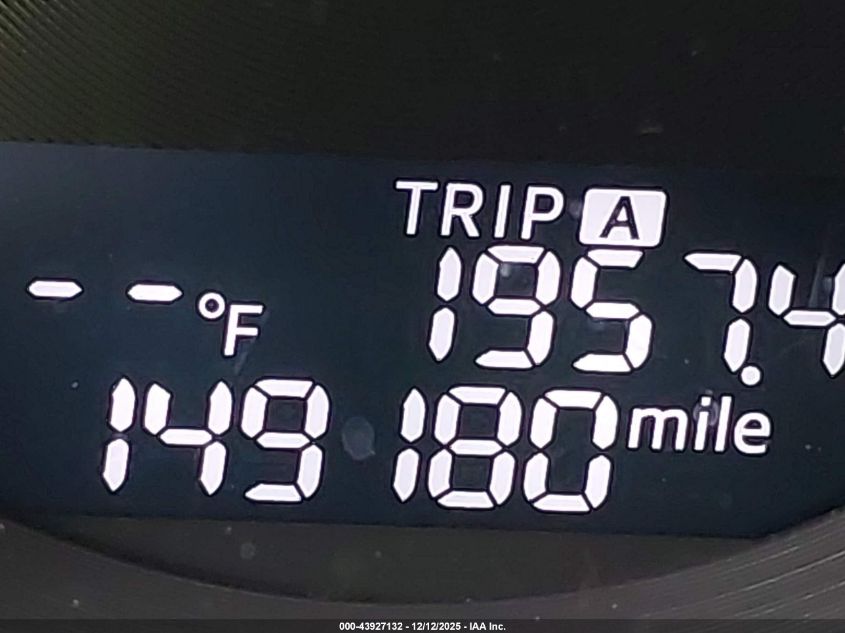 TRIP A
-- °F 1957.4
149180 mile
000-43927132 - 12/12/2025 - IAA Inc.